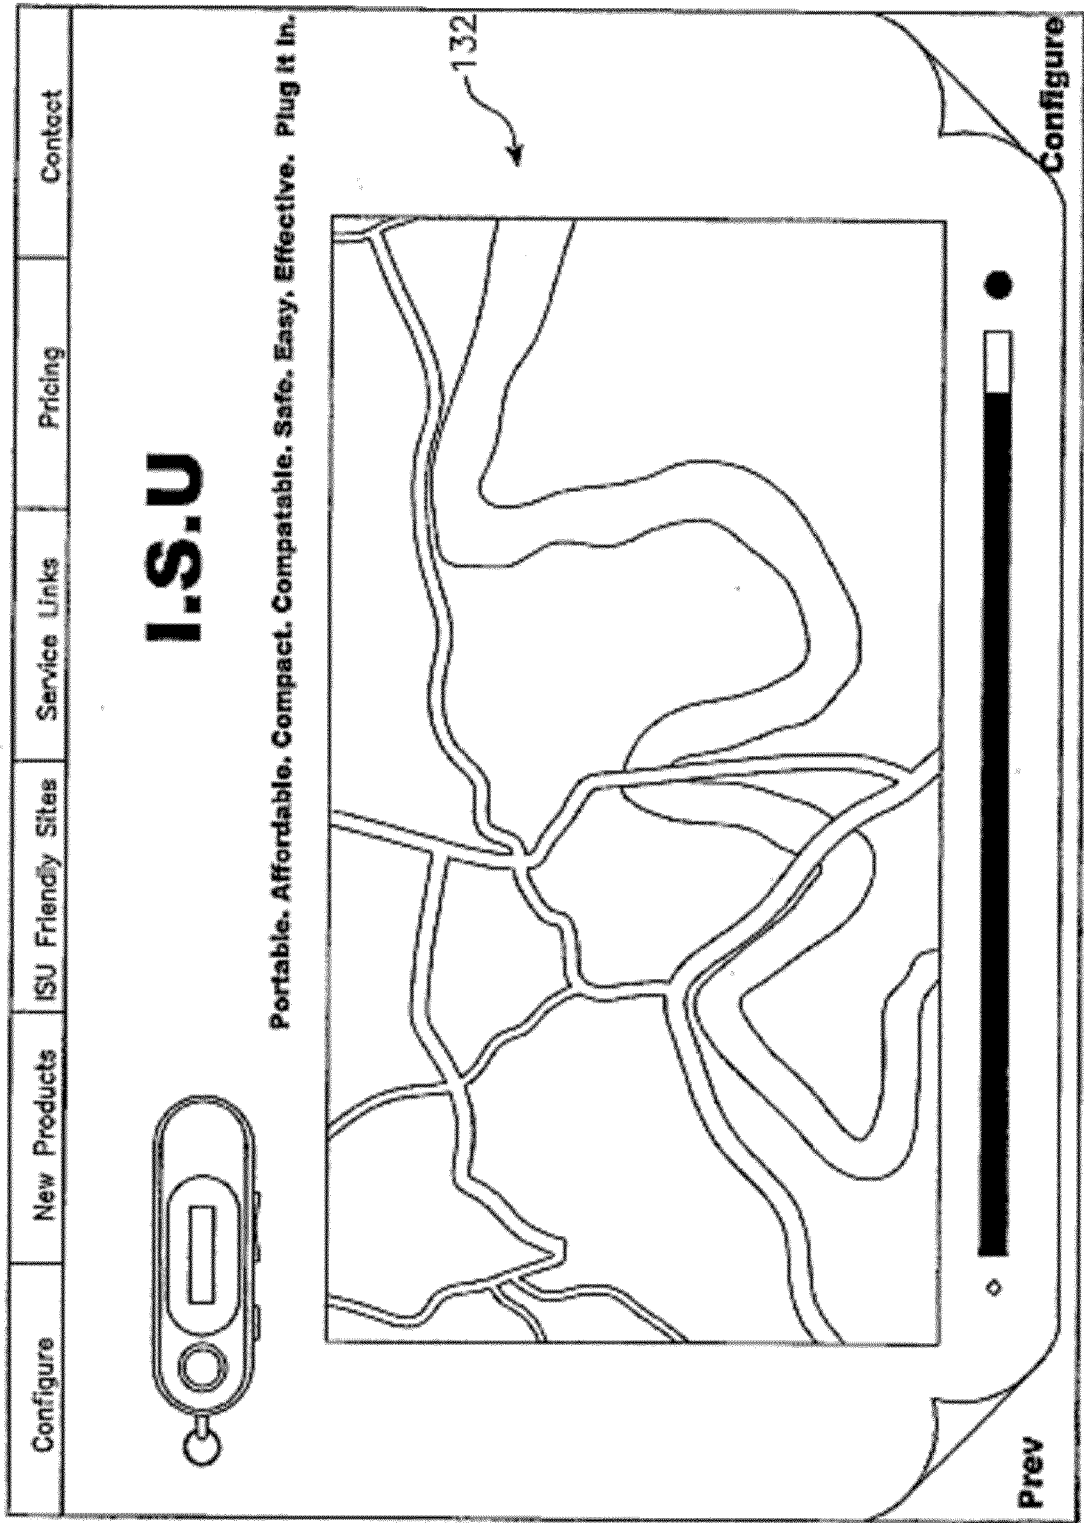 Configure
New Products
ISU Friendly Sites
Service Links
Pricing
Contact
I.S.U
Portable. Affordable. Compact. Compatable. Safe. Easy. Effective. Plug It In.
132
Prev
Configure